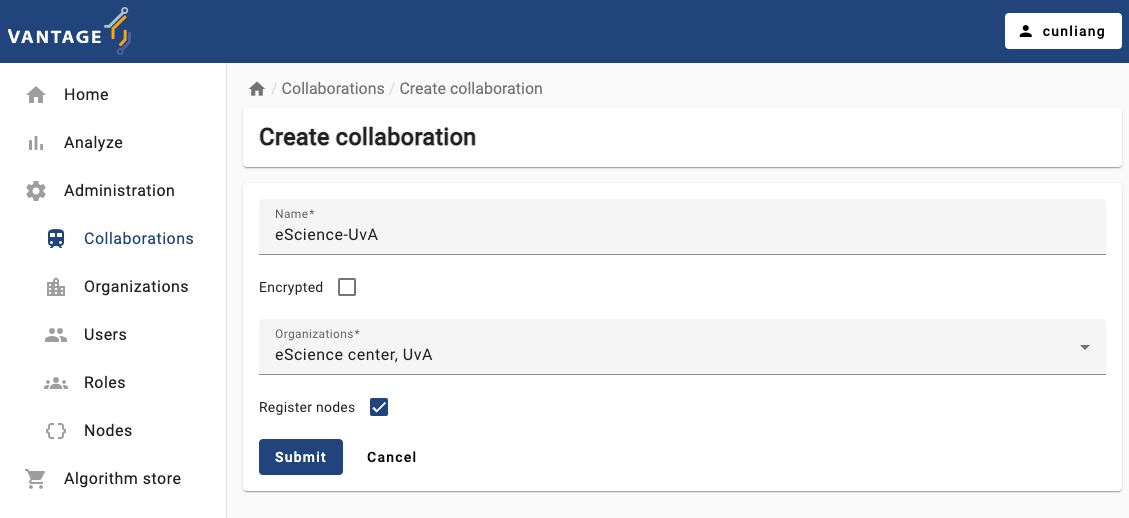 VANTAGE
cunliang
Home
Analyze
Administration
Collaborations
Organizations
Users
Roles
Nodes
Algorithm store
/ Collaborations / Create collaboration
Create collaboration
Name*
eScience-UvA
Encrypted
Organizations*
eScience center, UvA
Register nodes
Submit Cancel